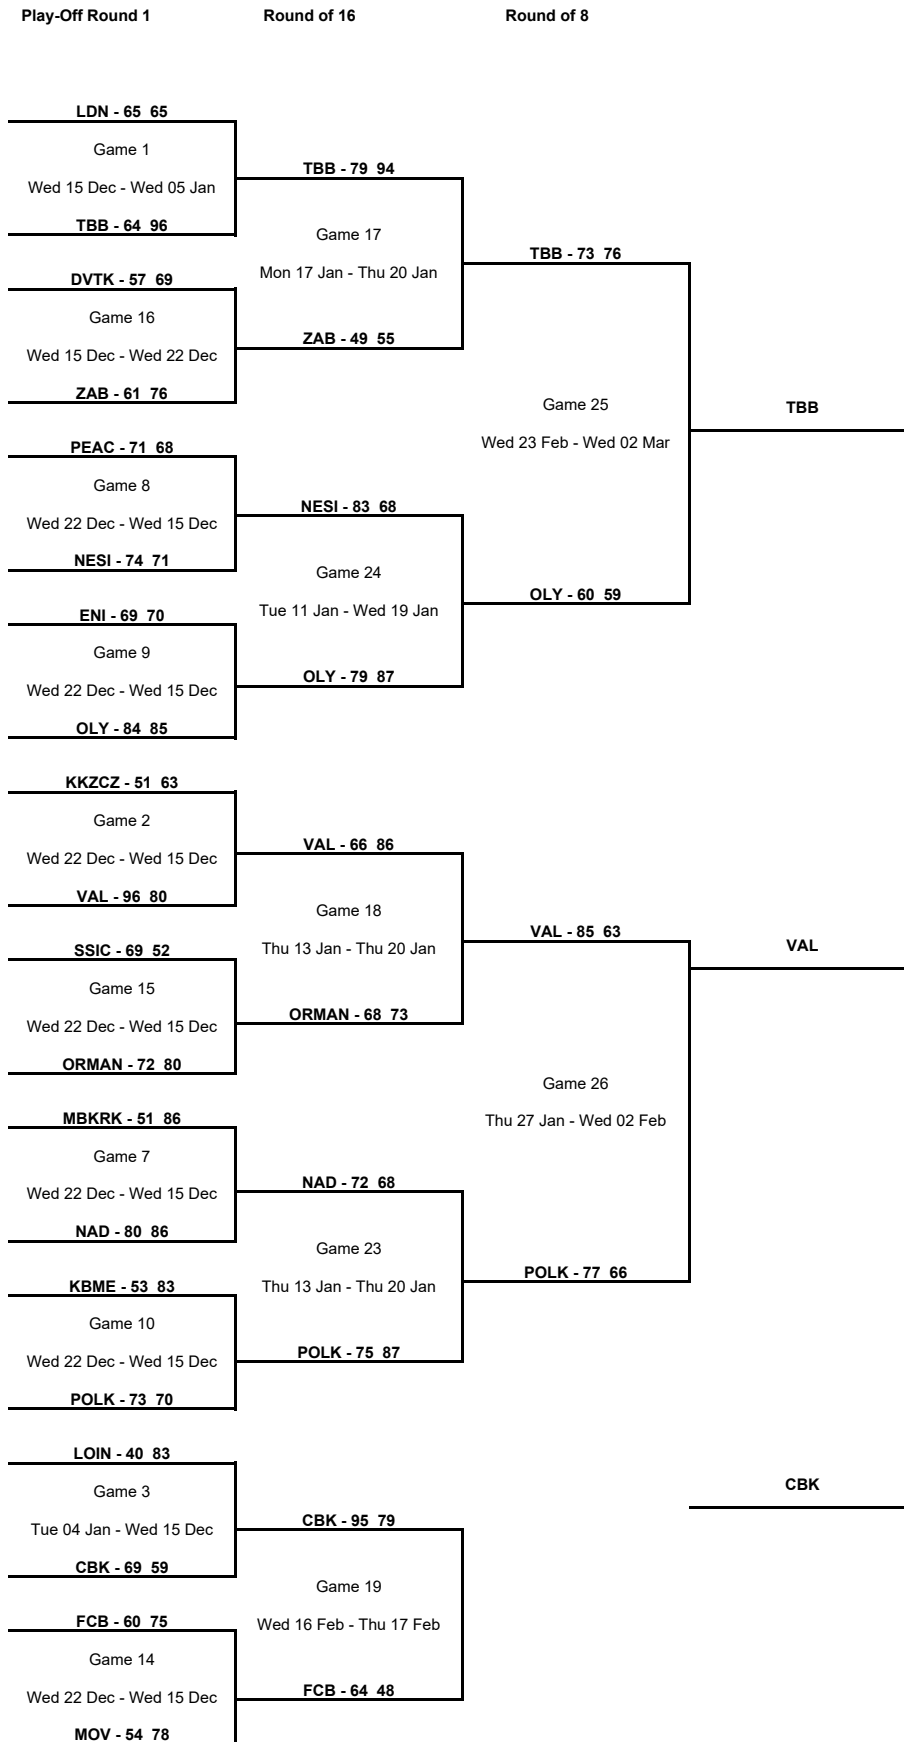 Play-Off Round 1 Round of 16 Round of 8
LDN - 65 65
Game 1
Wed 15 Dec - Wed 05 Jan
TBB - 64 96
DVTK - 57 69
Game 16
Wed 15 Dec - Wed 22 Dec
ZAB - 61 76
PEAC - 71 68
Game 8
Wed 22 Dec - Wed 15 Dec
NESI - 74 71
ENI - 69 70
Game 9
Wed 22 Dec - Wed 15 Dec
OLY - 84 85
KKZCZ - 51 63
Game 2
Wed 22 Dec - Wed 15 Dec
VAL - 96 80
SSIC - 69 52
Game 15
Wed 22 Dec - Wed 15 Dec
ORMAN - 72 80
MBKRK - 51 86
Game 7
Wed 22 Dec - Wed 15 Dec
NAD - 80 86
KBME - 53 83
Game 10
Wed 22 Dec - Wed 15 Dec
POLK - 73 70
LOIN - 40 83
Game 3
Tue 04 Jan - Wed 15 Dec
CBK - 69 59
FCB - 60 75
Game 14
Wed 22 Dec - Wed 15 Dec
MOV - 54 78
TBB - 79 94
Game 17
Mon 17 Jan - Thu 20 Jan
ZAB - 49 55
NESI - 83 68
Game 24
Tue 11 Jan - Wed 19 Jan
OLY - 79 87
VAL - 66 86
Game 18
Thu 13 Jan - Thu 20 Jan
ORMAN - 68 73
NAD - 72 68
Game 23
Thu 13 Jan - Thu 20 Jan
POLK - 75 87
CBK - 95 79
Game 19
Wed 16 Feb - Thu 17 Feb
FCB - 64 48
TBB - 73 76
Game 25
Wed 23 Feb - Wed 02 Mar
OLY - 60 59
VAL - 85 63
Game 26
Thu 27 Jan - Wed 02 Feb
POLK - 77 66
TBB
VAL
CBK